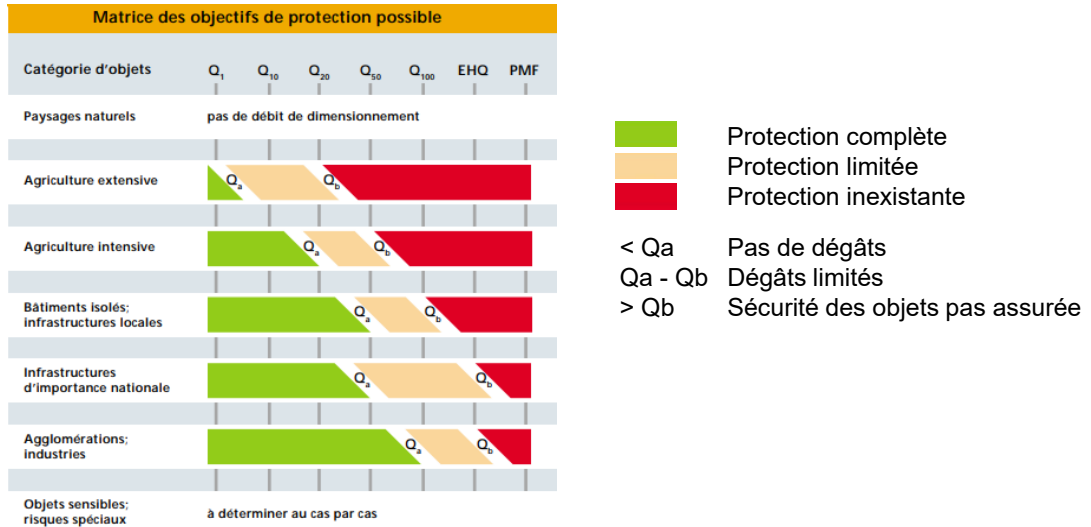 Matrice des objectifs de protection possible
Catégorie d'objets Q1 Q10 Q20 Q50 Q100 EHQ PMF
Paysages naturels pas de débit de dimensionnement
Agriculture extensive Qa Qb
Agriculture intensive Qa Qb
Bâtiments isolés;
infrastructures locales Qa Qb
Infrastructures
d'importance nationale Qa Qb
Agglomérations;
industries Qa Qb
Objets sensibles;
risques spéciaux à déterminer au cas par cas
Protection complète
Protection limitée
Protection inexistante
< Qa Pas de dégâts
Qa - Qb Dégâts limités
> Qb Sécurité des objets pas assurée